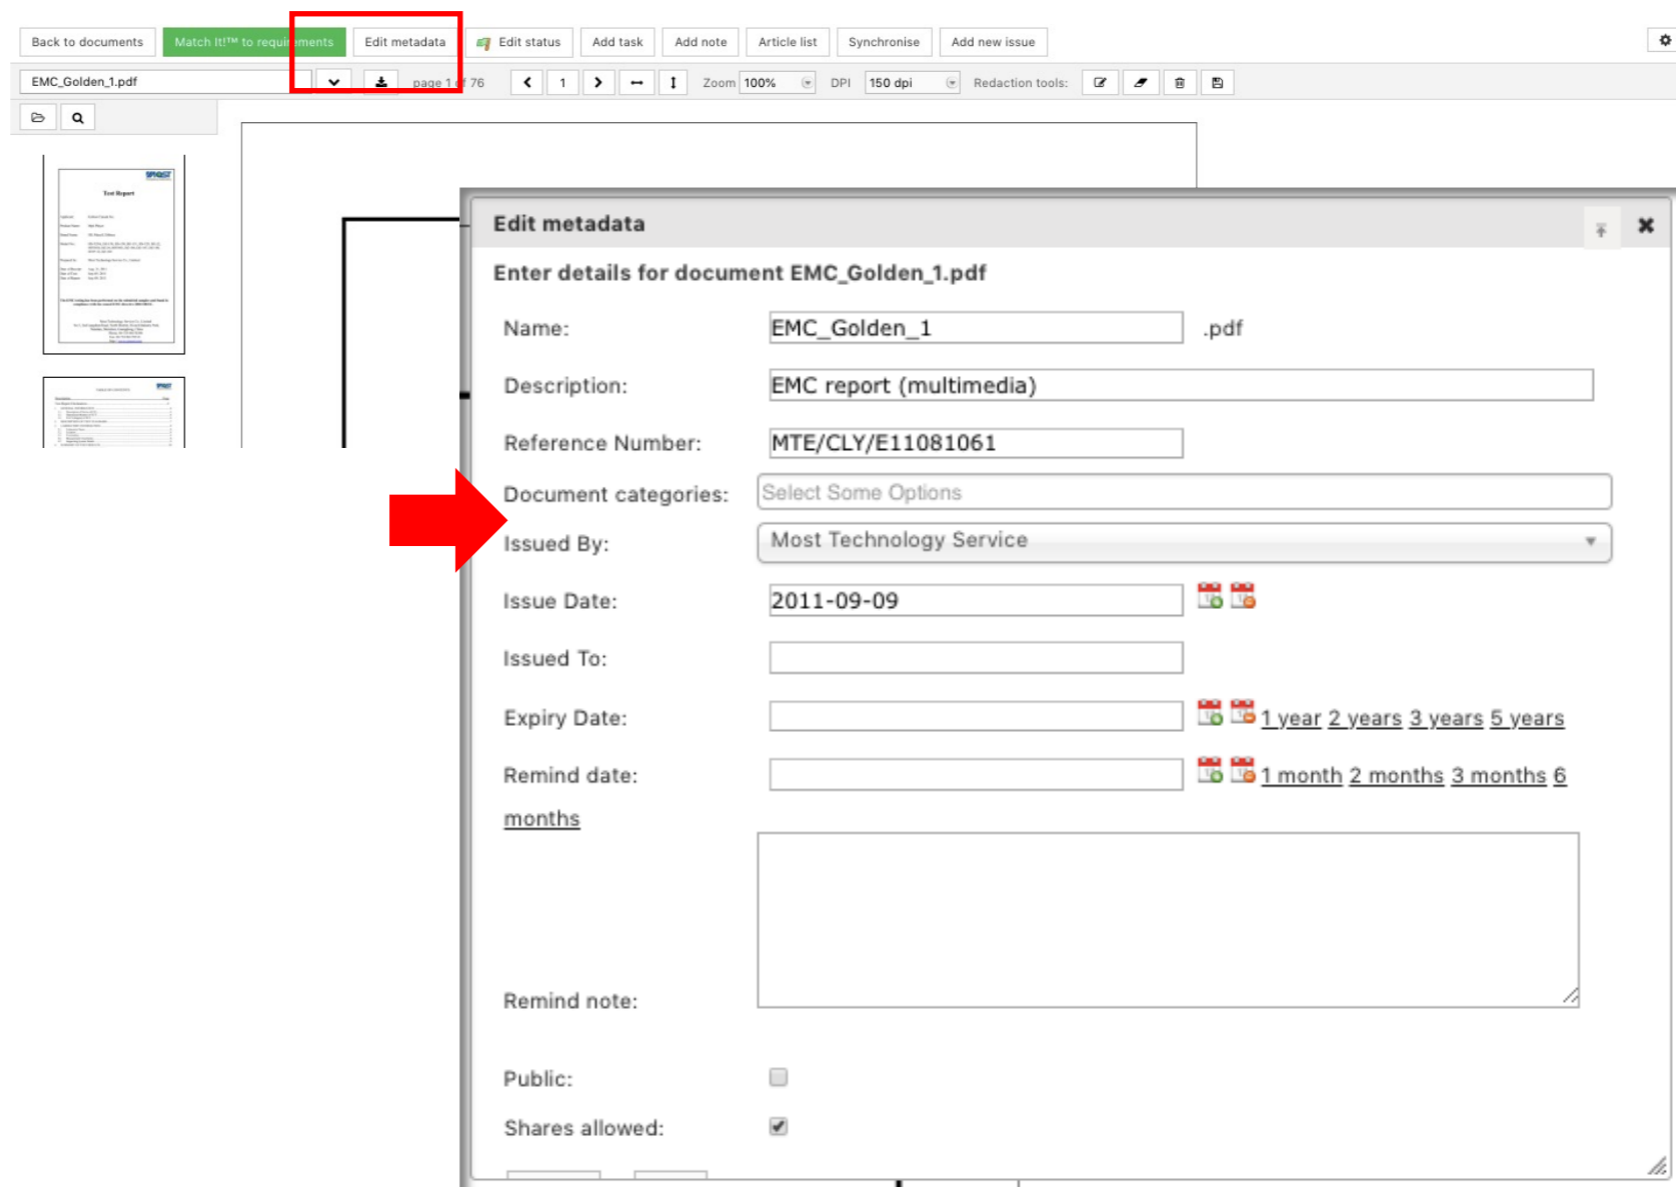 Back to documents Match It!™ to requirements Edit metadata Edit status Add task Add note Article list Synchronise Add new issue
EMC_Golden_1.pdf page 1 of 76 1 Zoom 100% DPI 150 dpi Redaction tools:
Test Report
Edit metadata
Enter details for document EMC_Golden_1.pdf
Name: EMC_Golden_1 .pdf
Description: EMC report (multimedia)
Reference Number: MTE/CLY/E11081061
Document categories: Select Some Options
Issued By: Most Technology Service
Issue Date: 2011-09-09
Issued To:
Expiry Date: 1 year 2 years 3 years 5 years
Remind date: 1 month 2 months 3 months 6
months
Remind note:
Public:
Shares allowed: